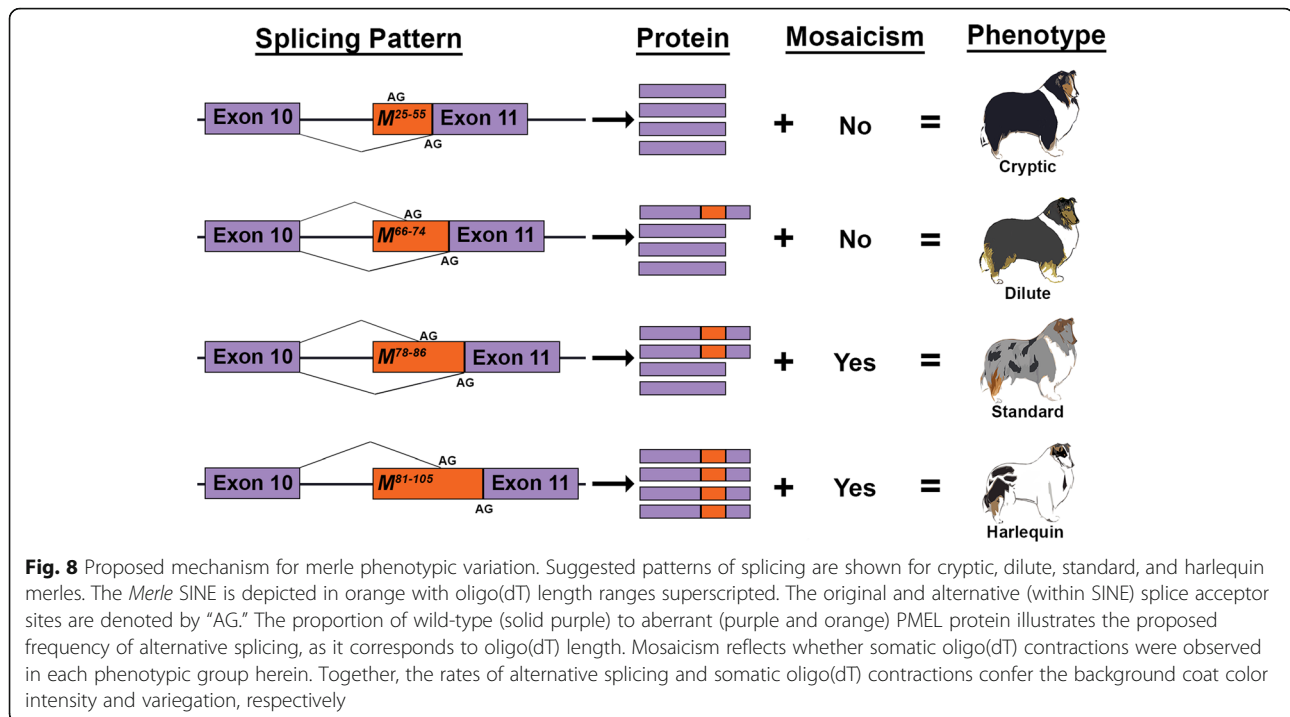 Splicing Pattern Protein Mosaicism Phenotype
AG
Exon 10 M25-55 Exon 11 + No =
AG
Cryptic
AG
Exon 10 M66-74 Exon 11 + No =
AG
Dilute
AG
Exon 10 M78-86 Exon 11 + Yes =
AG
Standard
AG
Exon 10 M81-105 Exon 11 + Yes =
AG
Harlequin
Fig. 8 Proposed mechanism for merle phenotypic variation. Suggested patterns of splicing are shown for cryptic, dilute, standard, and harlequin
merles. The Merle SINE is depicted in orange with oligo(dT) length ranges superscripted. The original and alternative (within SINE) splice acceptor
sites are denoted by “AG.” The proportion of wild-type (solid purple) to aberrant (purple and orange) PMEL protein illustrates the proposed
frequency of alternative splicing, as it corresponds to oligo(dT) length. Mosaicism reflects whether somatic oligo(dT) contractions were observed
in each phenotypic group herein. Together, the rates of alternative splicing and somatic oligo(dT) contractions confer the background coat color
intensity and variegation, respectively